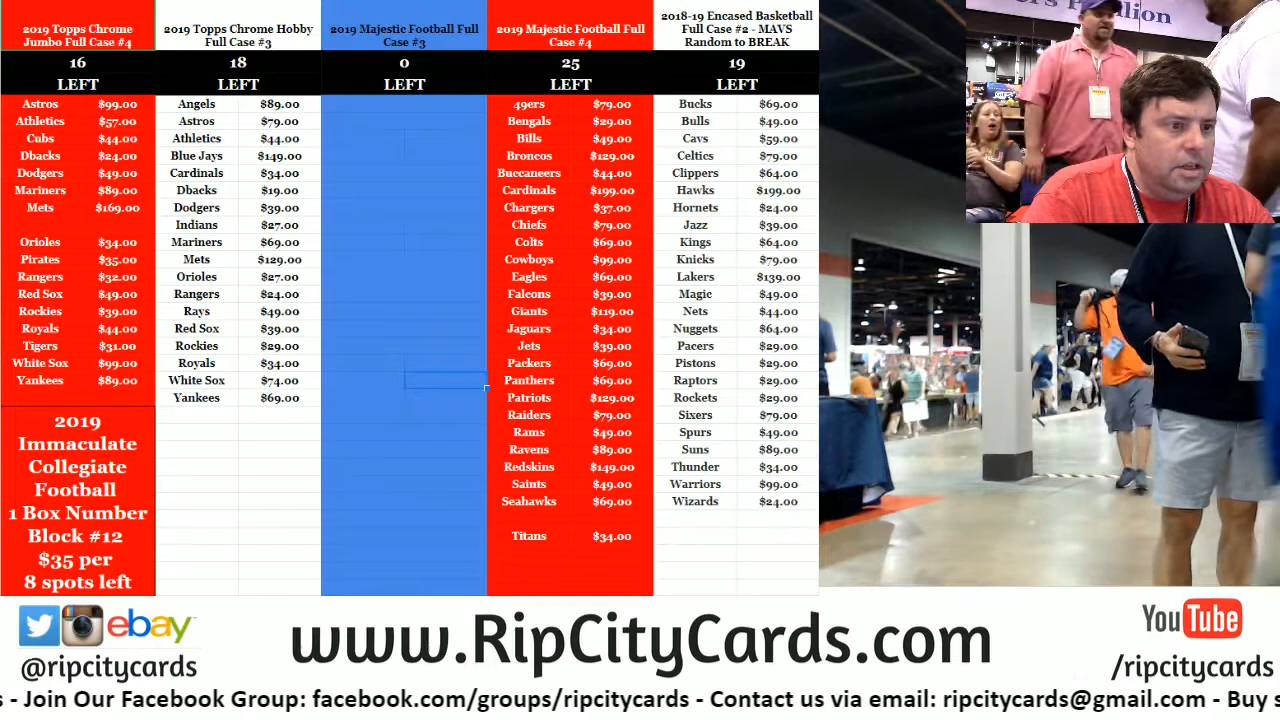 2019 Topps Chrome
Jumbo Full Case #4
16
LEFT
Astros $99.00
Athletics $57.00
Cubs $44.00
Dbacks $24.00
Dodgers $49.00
Mariners $89.00
Mets $169.00
Orioles $34.00
Pirates $35.00
Rangers $32.00
Red Sox $49.00
Rockies $39.00
Royals $44.00
Tigers $31.00
White Sox $99.00
Yankees $89.00
2019
Immaculate
Collegiate
Football
1 Box Number
Block #12
$35 per
8 spots left
2019 Topps Chrome Hobby
Full Case #3
18
LEFT
Angels $89.00
Astros $79.00
Athletics $44.00
Blue Jays $149.00
Cardinals $34.00
Dbacks $19.00
Dodgers $39.00
Indians $27.00
Mariners $69.00
Mets $129.00
Orioles $27.00
Rangers $24.00
Rays $49.00
Red Sox $39.00
Rockies $29.00
Royals $34.00
White Sox $74.00
Yankees $69.00
2019 Majestic Football Full
Case #3
0
LEFT
2019 Majestic Football Full
Case #4
25
LEFT
49ers $79.00
Bengals $29.00
Bills $49.00
Broncos $129.00
Buccaneers $44.00
Cardinals $199.00
Chargers $37.00
Chiefs $79.00
Colts $69.00
Cowboys $99.00
Eagles $69.00
Falcons $39.00
Giants $119.00
Jaguars $34.00
Jets $39.00
Packers $69.00
Panthers $69.00
Patriots $129.00
Raiders $79.00
Rams $49.00
Ravens $89.00
Redskins $149.00
Saints $49.00
Seahawks $69.00
Titans $34.00
2018-19 Encased Basketball
Full Case #2 - MAVS
Random to BREAK
19
LEFT
Bucks $69.00
Bulls $49.00
Cavs $59.00
Celtics $79.00
Clippers $64.00
Hawks $199.00
Hornets $24.00
Jazz $39.00
Kings $64.00
Knicks $79.00
Lakers $139.00
Magic $49.00
Nets $44.00
Nuggets $64.00
Pacers $29.00
Pistons $29.00
Raptors $29.00
Rockets $29.00
Sixers $79.00
Spurs $49.00
Suns $89.00
Thunder $34.00
Warriors $99.00
Wizards $24.00
ebay
@ripcitycards
www.RipCityCards.com
YouTube
/ripcitycards
s - Join Our Facebook Group: facebook.com/groups/ripcitycards - Contact us via email: ripcitycards@gmail.com - Buy s